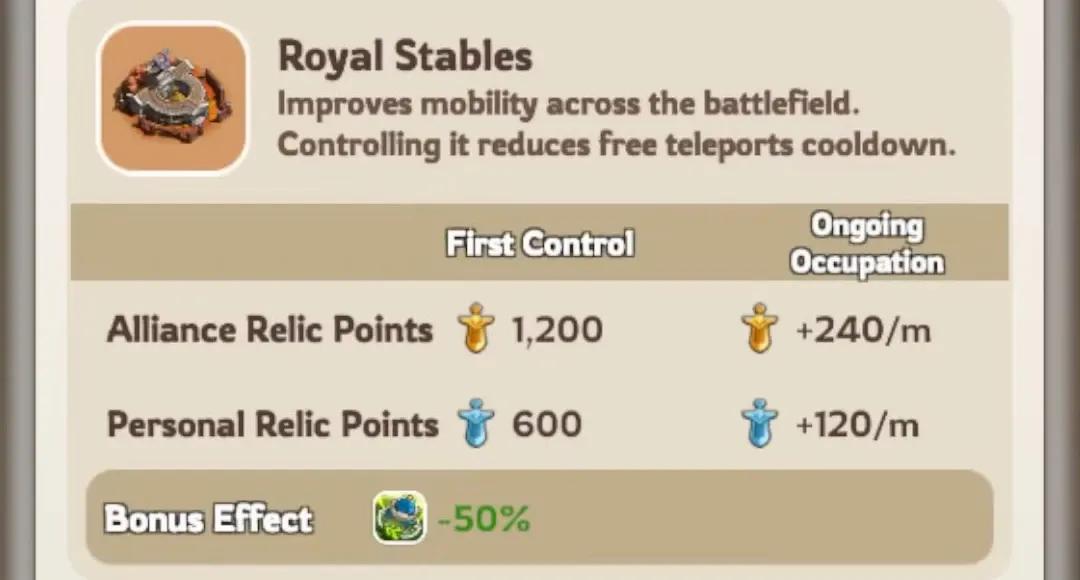 Royal Stables
Improves mobility across the battlefield.
Controlling it reduces free teleports cooldown.
First Control
Ongoing
Occupation
Alliance Relic Points 1,200 +240/m
Personal Relic Points 600 +120/m
Bonus Effect -50%